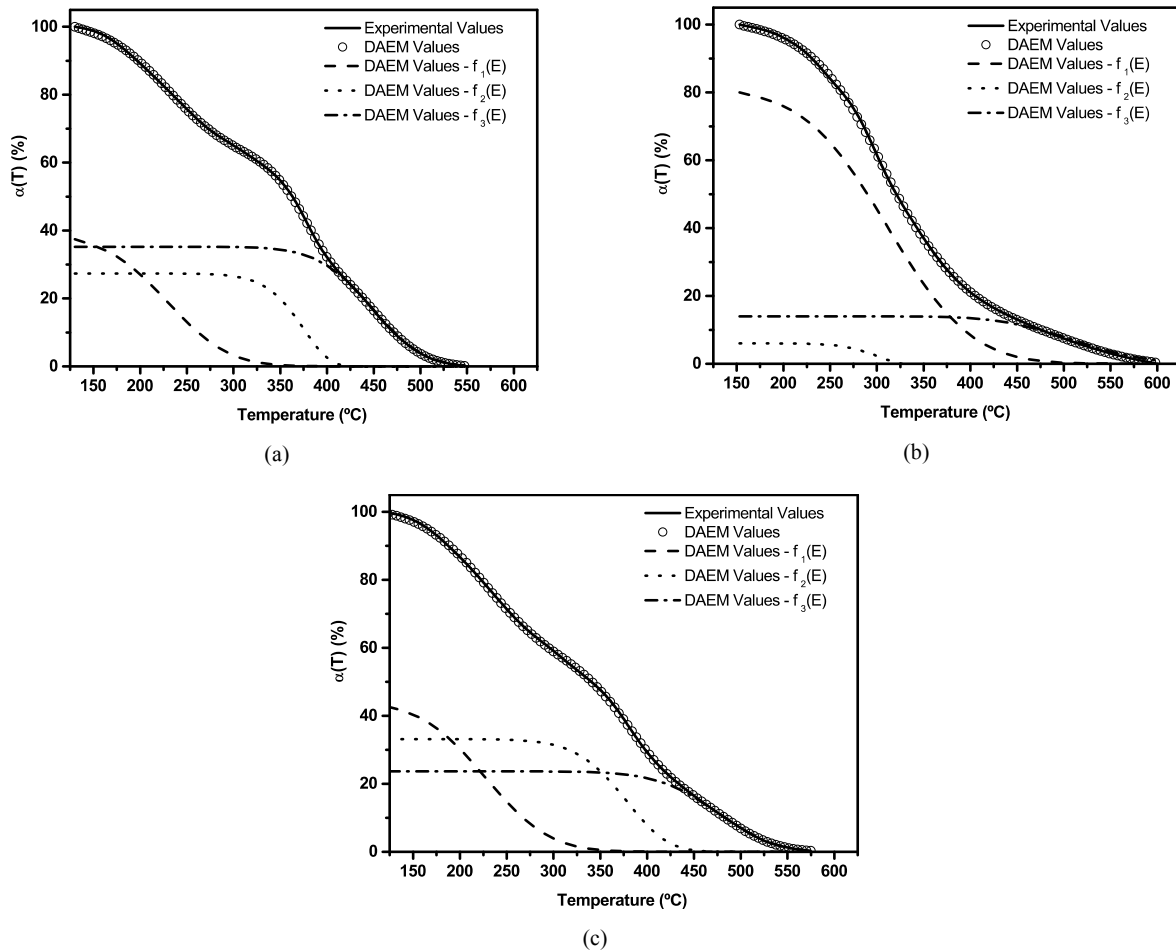 Experimental Values
DAEM Values
DAEM Values - f₁(E)
DAEM Values - f₂(E)
DAEM Values - f₃(E)
100
80
60
40
20
0
α(T) (%)
150 200 250 300 350 400 450 500 550 600
Temperature (ºC)
(a)
Experimental Values
DAEM Values
DAEM Values - f₁(E)
DAEM Values - f₂(E)
DAEM Values - f₃(E)
100
80
60
40
20
0
α(T) (%)
150 200 250 300 350 400 450 500 550 600
Temperature (ºC)
(b)
Experimental Values
DAEM Values
DAEM Values - f₁(E)
DAEM Values - f₂(E)
DAEM Values - f₃(E)
100
80
60
40
20
0
α(T) (%)
150 200 250 300 350 400 450 500 550 600
Temperature (ºC)
(c)